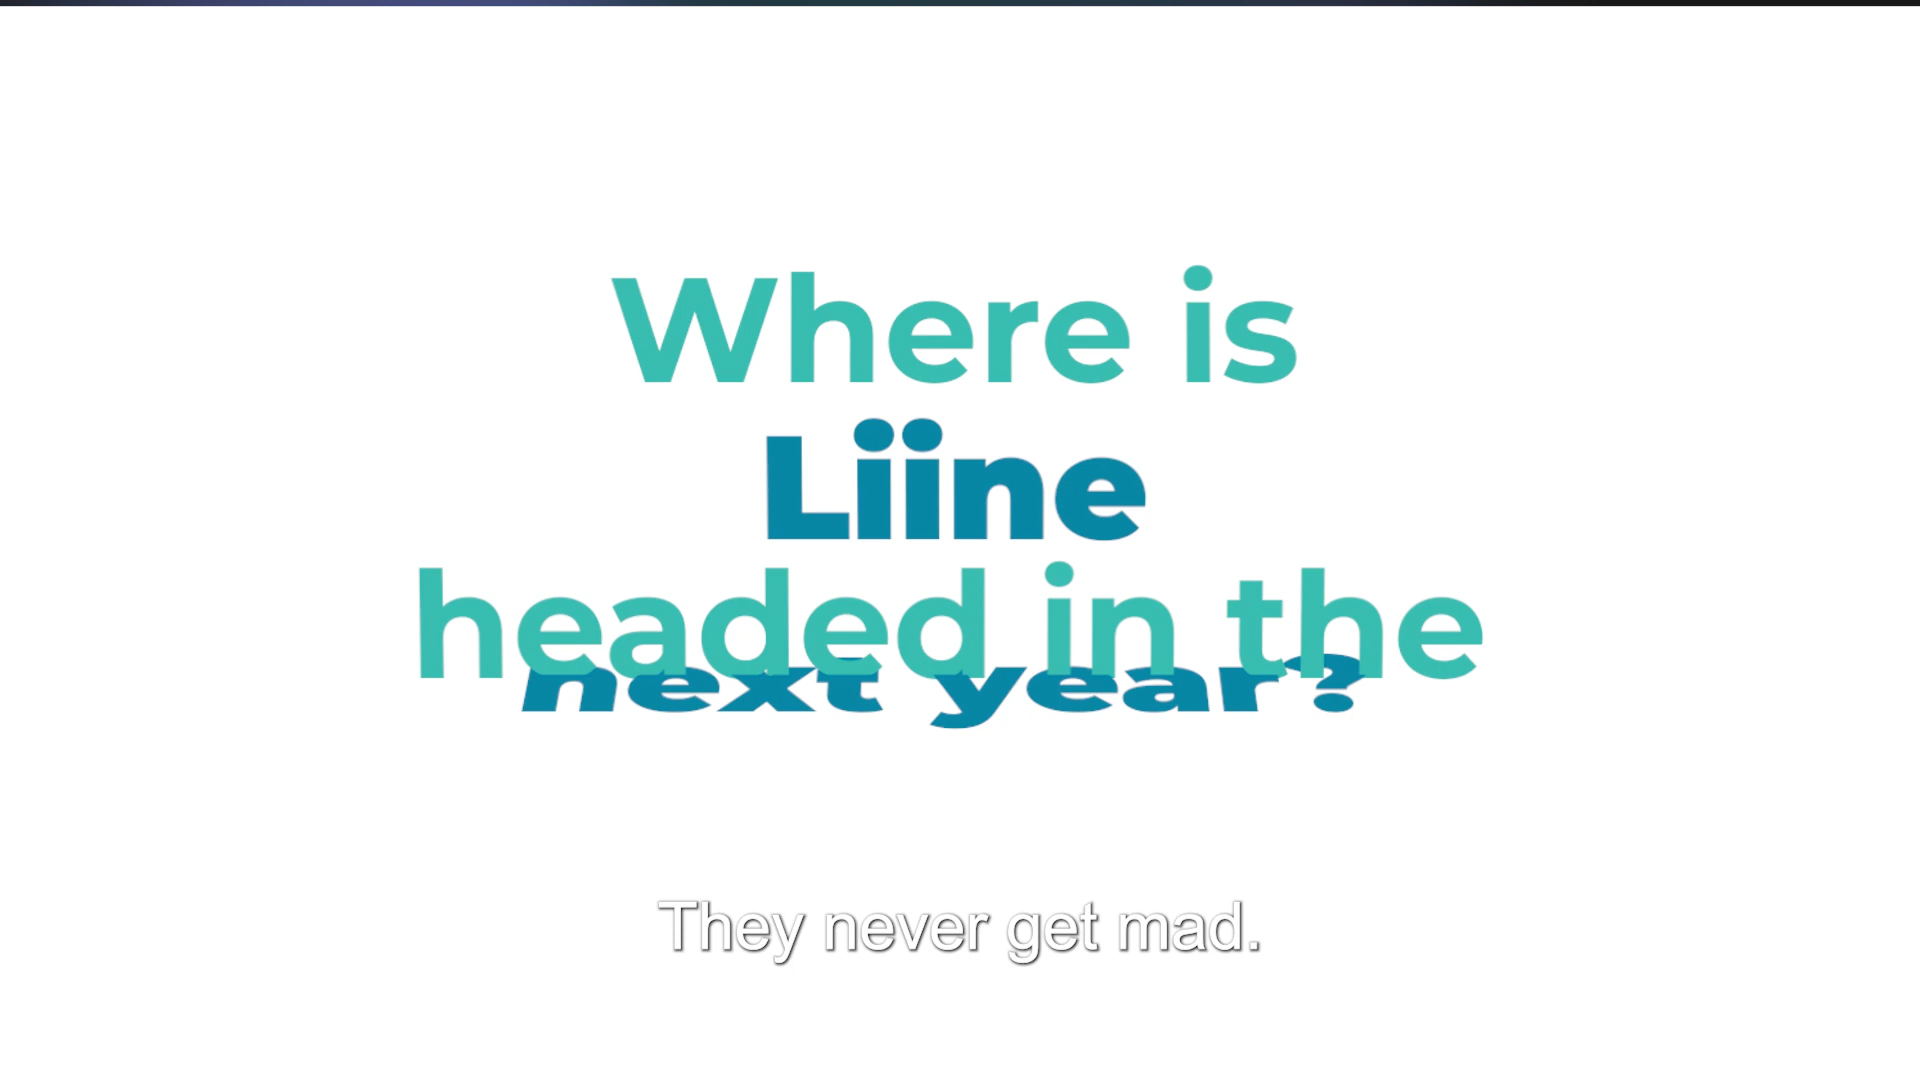 Where is
Liine
headed in the
next year?
They never get mad.